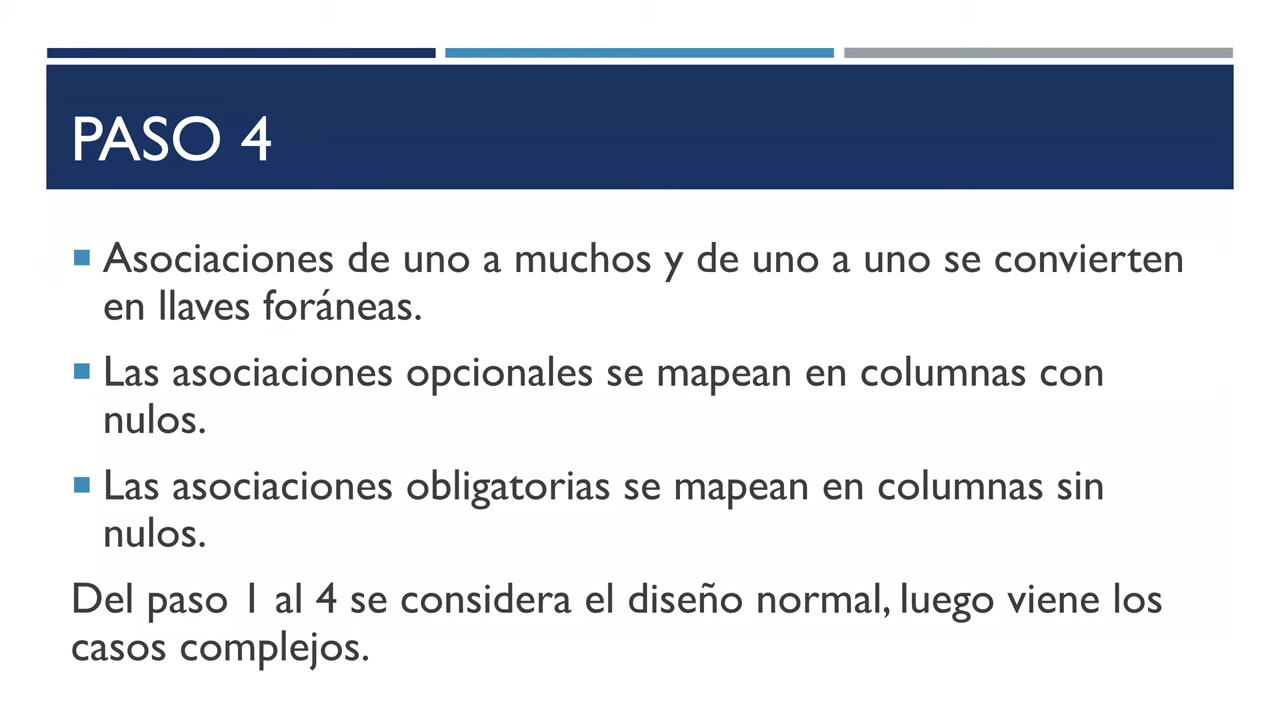 PASO 4
Asociaciones de uno a muchos y de uno a uno se convierten
en llaves foráneas.
Las asociaciones opcionales se mapean en columnas con
nulos.
Las asociaciones obligatorias se mapean en columnas sin
nulos.
Del paso 1 al 4 se considera el diseño normal, luego viene los
casos complejos.